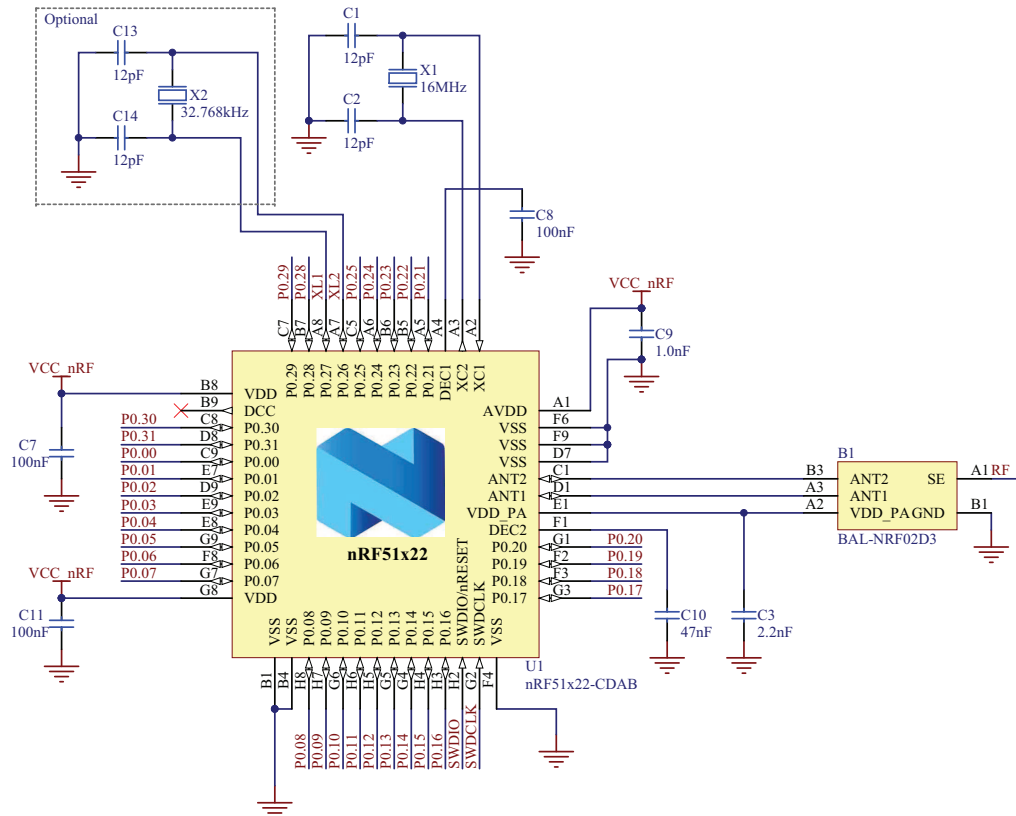 Optional
C13
12pF
X2
32.768kHz
C14
12pF
C1
12pF
X1
16MHz
C2
12pF
C8
100nF
P0.29
P0.28
XL1
XL2
P0.25
P0.24
P0.23
P0.22
P0.21
C7
B7
A8
A7
C5
A6
B6
B5
A5
A4
A3
A2
P0.29
P0.28
P0.27
P0.26
P0.25
P0.24
P0.23
P0.22
P0.21
DEC1
XC2
XC1
VCC_nRF
C9
1.0nF
VCC_nRF
C7
100nF
B8 VDD
B9 DCC
P0.30 C8 P0.30
P0.31 D8 P0.31
P0.00 C9 P0.00
P0.01 E7 P0.01
P0.02 D9 P0.02
P0.03 E9 P0.03
P0.04 E8 P0.04
P0.05 G9 P0.05
P0.06 F8 P0.06
P0.07 G7 P0.07
G8 VDD
VCC_nRF
C11
100nF
nRF51x22
AVDD A1
VSS F6
VSS F9
VSS D7
ANT2 C1
ANT1 D1
VDD_PA E1
DEC2 F1
P0.20 G1 P0.20
P0.19 F2 P0.19
P0.18 F3 P0.18
P0.17 G3 P0.17
B1
B3 ANT2 SE A1 RF
A3 ANT1
A2 VDD_PA GND B1
BAL-NRF02D3
C10
47nF
C3
2.2nF
VSS
VSS
P0.08
P0.09
P0.10
P0.11
P0.12
P0.13
P0.14
P0.15
P0.16
SWDIO/nRESET
SWDCLK
VSS
U1
nRF51x22-CDAB
B1
B4
H8
H7
G6
H6
H5
G5
G4
H4
H3
H2
G2
F4
P0.08
P0.09
P0.10
P0.11
P0.12
P0.13
P0.14
P0.15
P0.16
SWDIO
SWDCLK